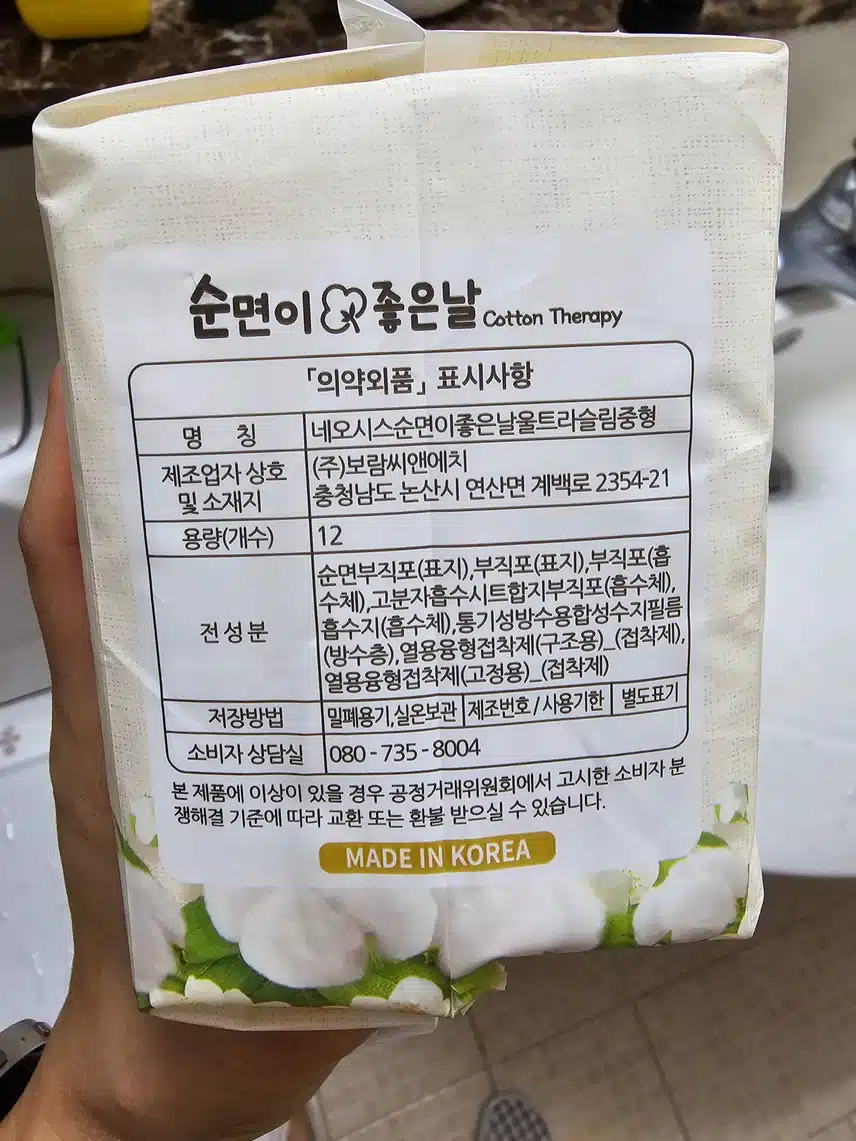 순면이 좋은날 Cotton Therapy
「의약외품」 표시사항
명 칭
네오시스순면이좋은날울트라슬림중형
제조업자 상호
및 소재지
(주)보람씨앤에치
충청남도 논산시 연산면 계백로 2354-21
용량(개수)
12
전 성 분
순면부직포(표지),부직포(표지),부직포(흡
수체),고분자흡수시트합지부직포(흡수체),
흡수지(흡수체),통기성방수용합성수지필름
(방수층),열용융형접착제(구조용)_(접착제),
열용융형접착제(고정용)_(접착제)
저장방법
밀폐용기,실온보관
제조번호 / 사용기한
별도표기
소비자 상담실
080 - 735 - 8004
본 제품에 이상이 있을 경우 공정거래위원회에서 고시한 소비자 분
쟁해결 기준에 따라 교환 또는 환불 받으실 수 있습니다.
MADE IN KOREA